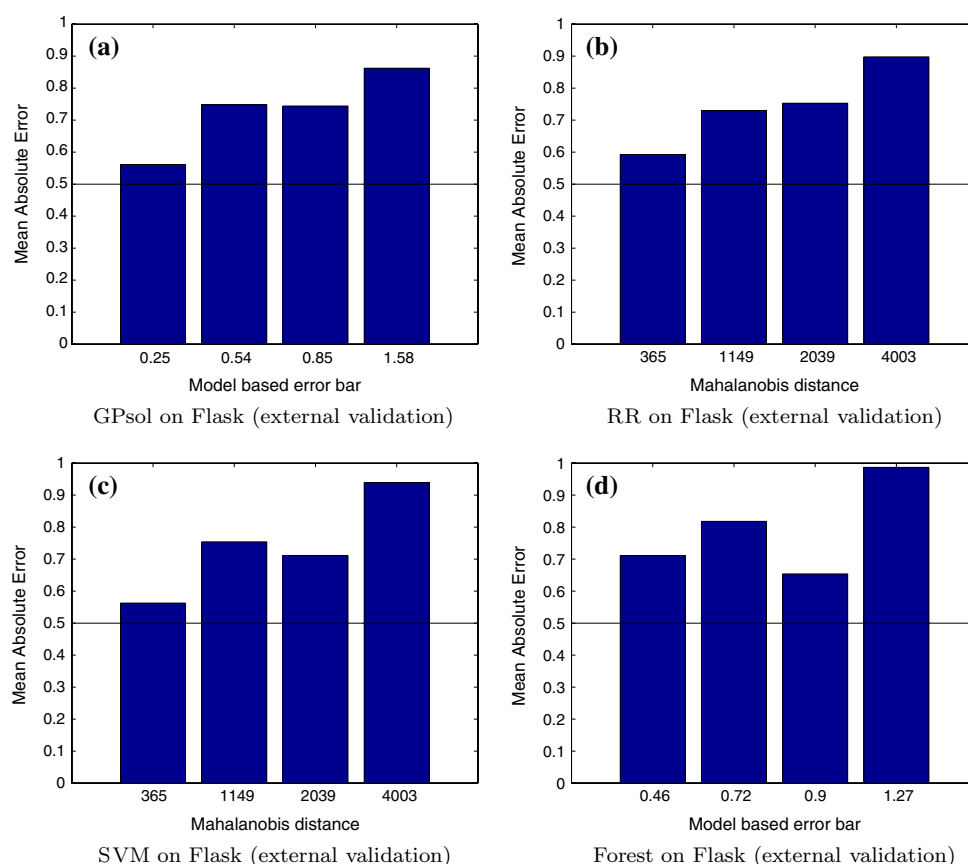 (a)
Mean Absolute Error
1
0.9
0.8
0.7
0.6
0.5
0.4
0.3
0.2
0.1
0
0.25 0.54 0.85 1.58
Model based error bar
GPsol on Flask (external validation)
(b)
Mean Absolute Error
1
0.9
0.8
0.7
0.6
0.5
0.4
0.3
0.2
0.1
0
365 1149 2039 4003
Mahalanobis distance
RR on Flask (external validation)
(c)
Mean Absolute Error
1
0.9
0.8
0.7
0.6
0.5
0.4
0.3
0.2
0.1
0
365 1149 2039 4003
Mahalanobis distance
SVM on Flask (external validation)
(d)
Mean Absolute Error
1
0.9
0.8
0.7
0.6
0.5
0.4
0.3
0.2
0.1
0
0.46 0.72 0.9 1.27
Model based error bar
Forest on Flask (external validation)